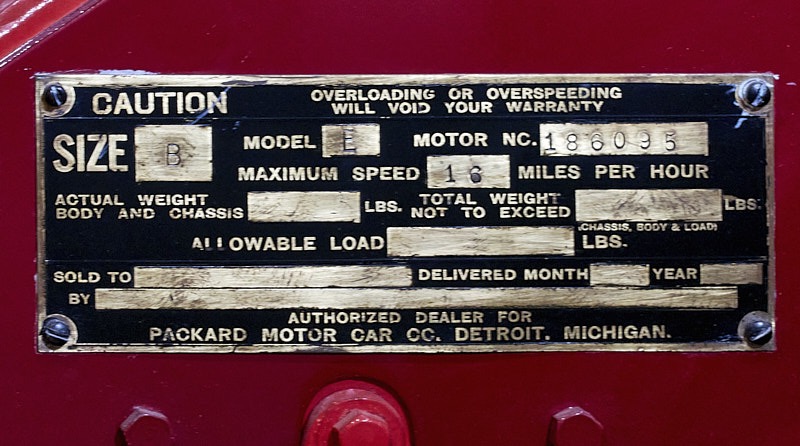 CAUTION
OVERLOADING OR OVERSPEEDING
WILL VOID YOUR WARRANTY
SIZE B MODEL E MOTOR NO. 186095
MAXIMUM SPEED 16 MILES PER HOUR
ACTUAL WEIGHT
BODY AND CHASSIS LBS. TOTAL WEIGHT
NOT TO EXCEED LBS.
(CHASSIS, BODY & LOAD)
ALLOWABLE LOAD LBS.
SOLD TO DELIVERED MONTH YEAR
BY
AUTHORIZED DEALER FOR
PACKARD MOTOR CAR CO. DETROIT, MICHIGAN.